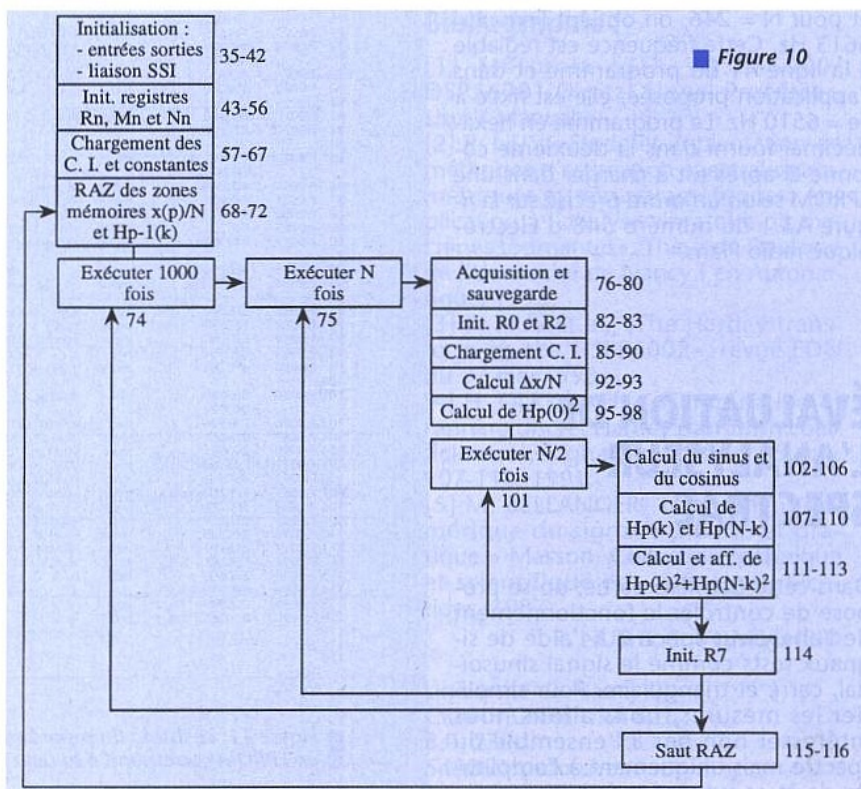 Initialisation :
- entrées sorties
- liaison SSI
35-42
Init. registres
Rn, Mn et Nn
43-56
Chargement des
C. I. et constantes
57-67
RAZ des zones
mémoires x(p)/N
et Hp-1(k)
68-72
Figure 10
Exécuter 1000
fois
74
Exécuter N
fois
75
Acquisition et
sauvegarde
76-80
Init. R0 et R2
82-83
Chargement C. I.
85-90
Calcul Δx/N
92-93
Calcul de Hp(0)²
95-98
Exécuter N/2
fois
101
Calcul du sinus et
du cosinus
102-106
Calcul de
Hp(k) et Hp(N-k)
107-110
Calcul et aff. de
Hp(k)²+Hp(N-k)²
111-113
Init. R7
114
Saut RAZ
115-116